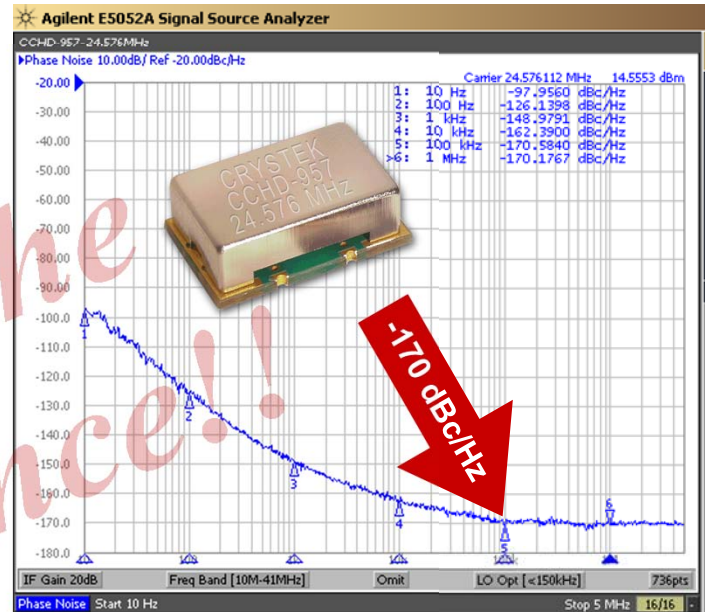 Agilent E5052A Signal Source Analyzer
CCHD-957-24.576MHz
▶Phase Noise 10.00dB/ Ref -20.00dBc/Hz
Carrier 24.576112 MHz 14.5553 dBm
1: 10 Hz -97.9560 dBc/Hz
2: 100 Hz -126.1398 dBc/Hz
3: 1 kHz -148.9791 dBc/Hz
4: 10 kHz -162.3900 dBc/Hz
5: 100 kHz -170.5840 dBc/Hz
>6: 1 MHz -170.1767 dBc/Hz
-20.00
-30.00
-40.00
-50.00
-60.00
-70.00
-80.00
-90.00
-100.0
-110.0
-120.0
-130.0
-140.0
-150.0
-160.0
-170.0
-180.0
CRYSTEK
CCHD-957
24.576 MHz
-170 dBc/Hz
1
2
3
4
5
6
IF Gain 20dB
Freq Band [10M-41MHz]
Omit
LO Opt [<150kHz]
736pts
Phase Noise Start 10 Hz
Stop 5 MHz 16/16